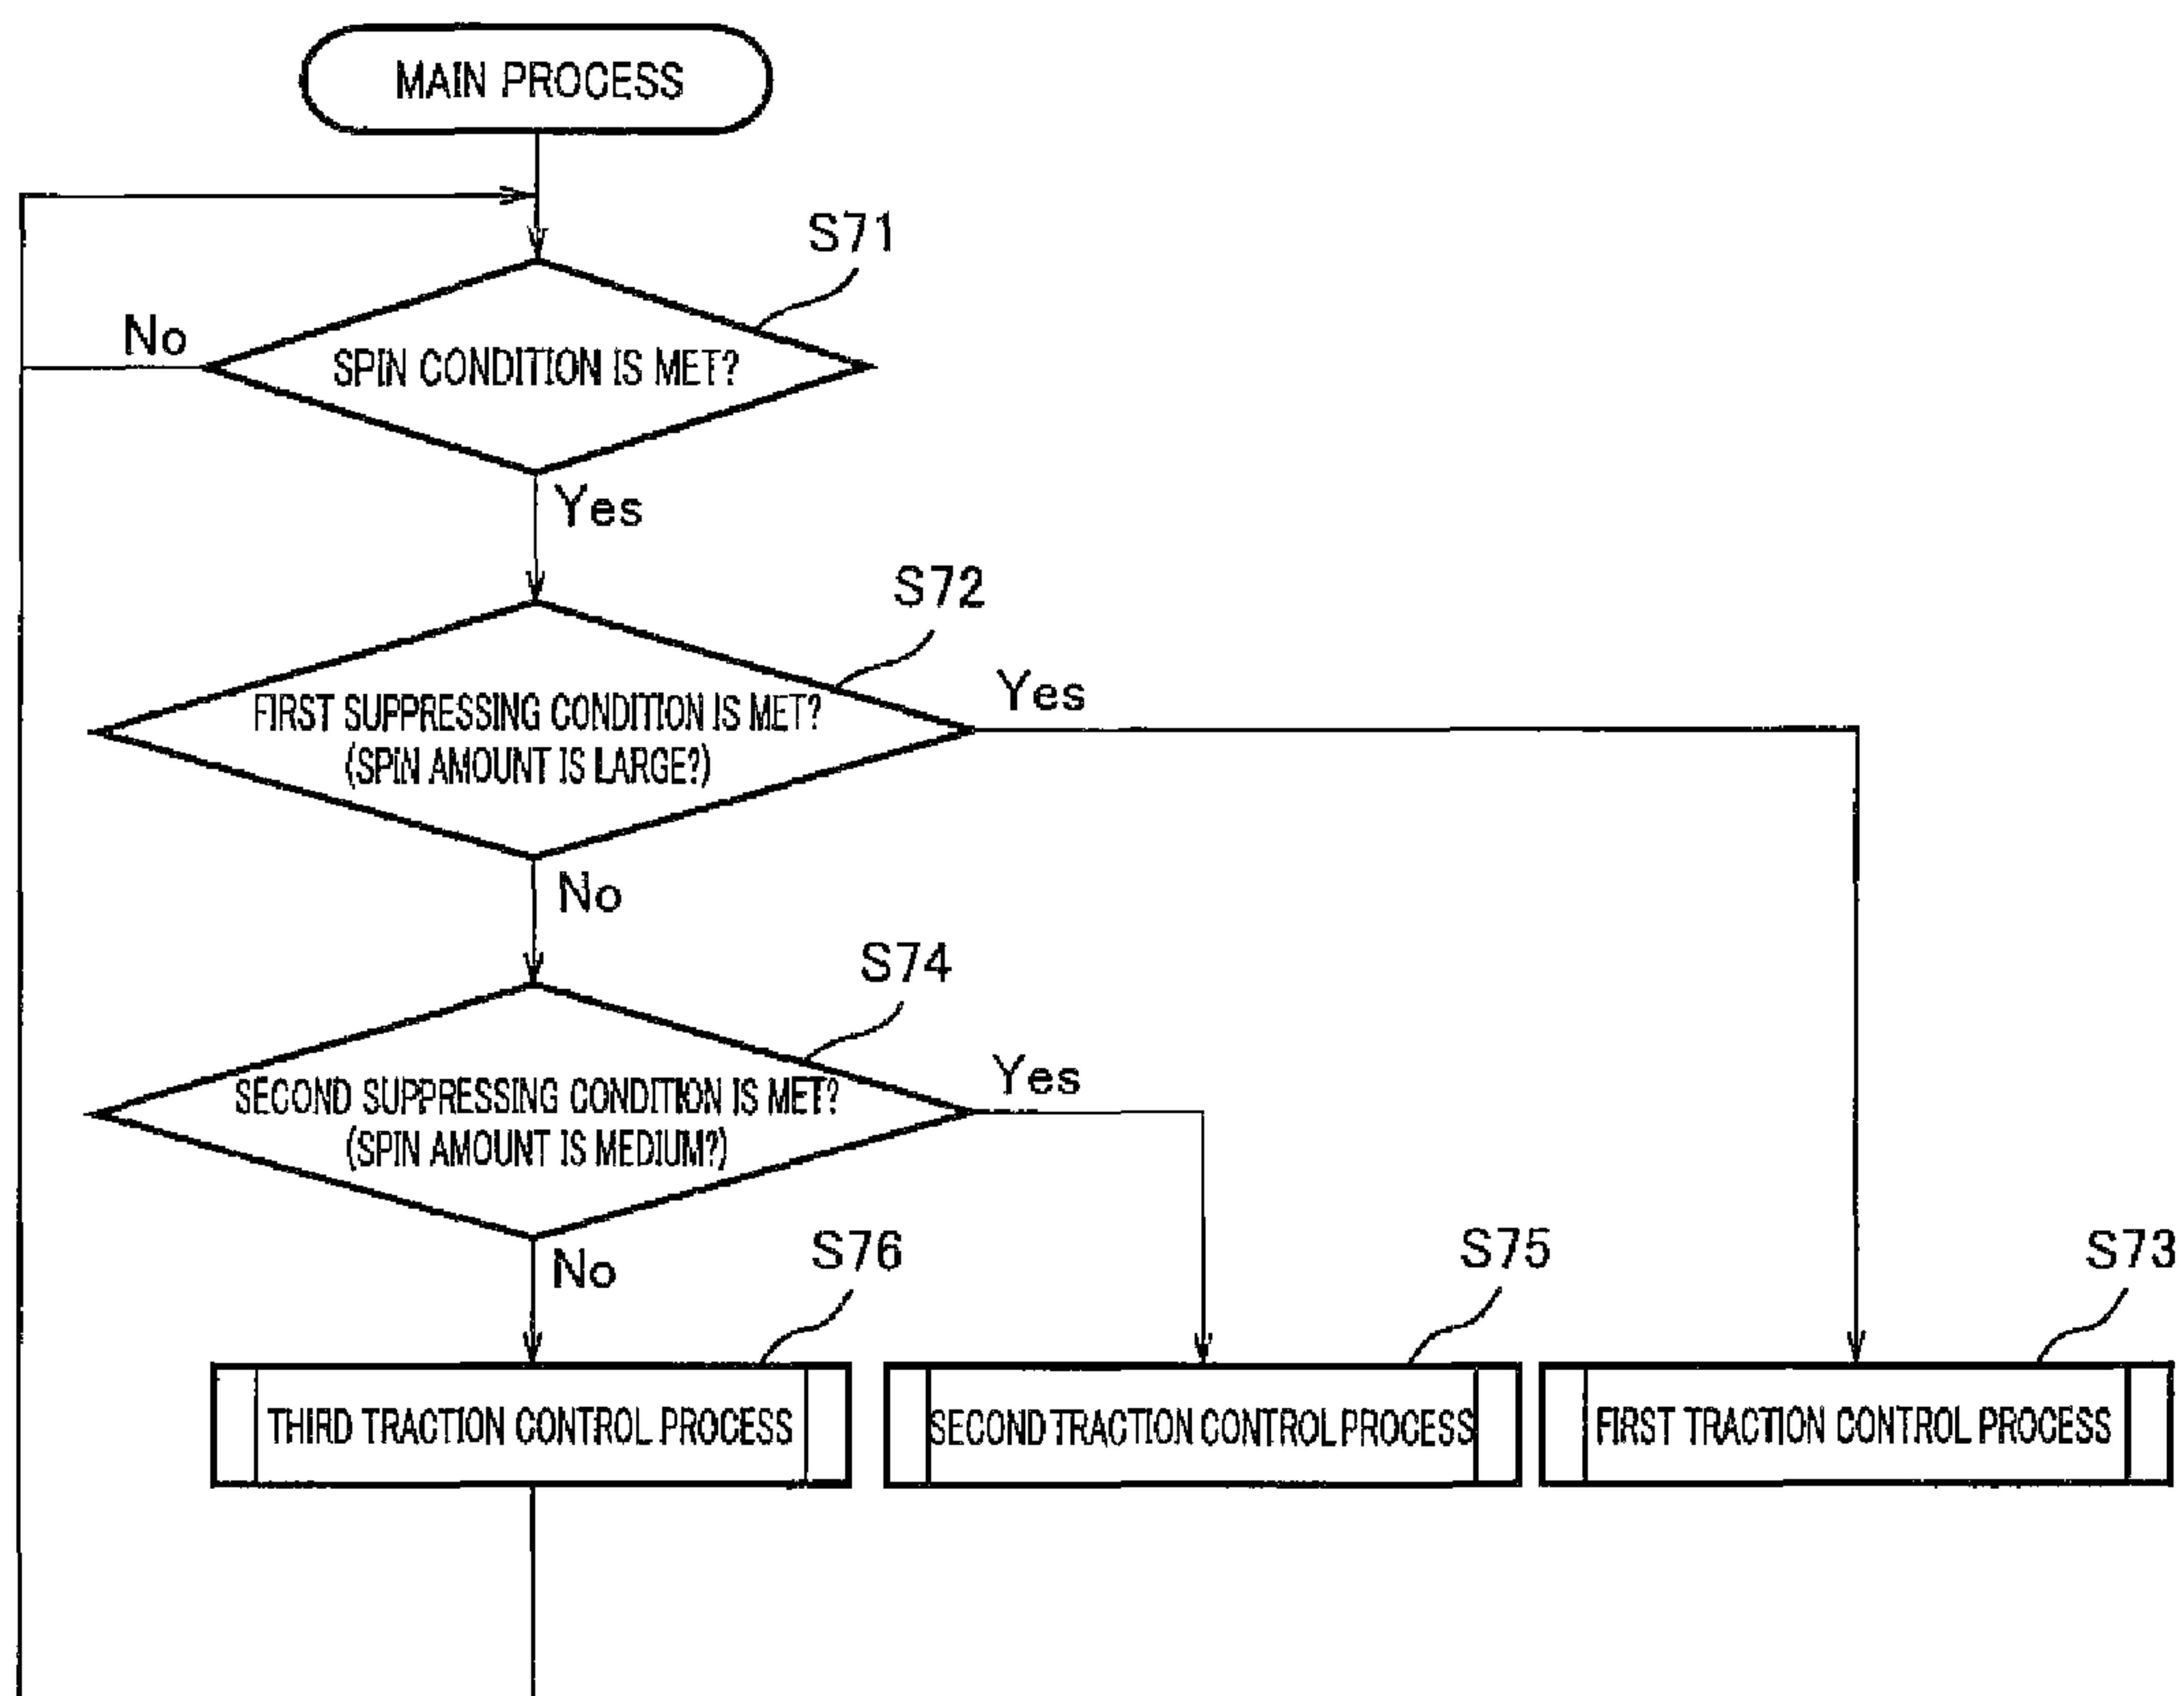 MAIN PROCESS
S71
No
SPIN CONDITION IS MET?
Yes
S72
FIRST SUPPRESSING CONDITION IS MET?
(SPIN AMOUNT IS LARGE?)
Yes
No
S74
SECOND SUPPRESSING CONDITION IS MET?
(SPIN AMOUNT IS MEDIUM?)
Yes
No
S76
S75
S73
THIRD TRACTION CONTROL PROCESS
SECOND TRACTION CONTROL PROCESS
FIRST TRACTION CONTROL PROCESS